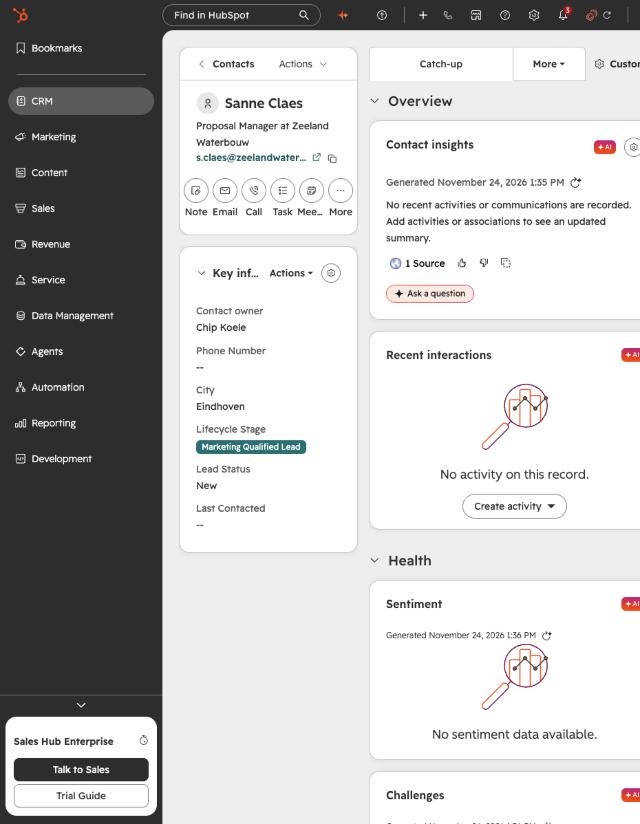 Find in HubSpot
3
Bookmarks
CRM
Marketing
Content
Sales
Revenue
Service
Data Management
Agents
Automation
Reporting
Development
Sales Hub Enterprise
Talk to Sales
Trial Guide
Contacts
Actions
Sanne Claes
Proposal Manager at Zeeland
Waterbouw
s.claes@zeelandwater...
Note Email Call Task Mee... More
Key inf...
Actions
Contact owner
Chip Koele
Phone Number
--
City
Eindhoven
Lifecycle Stage
Marketing Qualified Lead
Lead Status
New
Last Contacted
--
Catch-up
More
Custo
Overview
Contact insights
AI
Generated November 24, 2026 1:35 PM
No recent activities or communications are recorded.
Add activities or associations to see an updated
summary.
1 Source
Ask a question
Recent interactions
AI
No activity on this record.
Create activity
Health
Sentiment
AI
Generated November 24, 2026 1:36 PM
No sentiment data available.
Challenges
AI